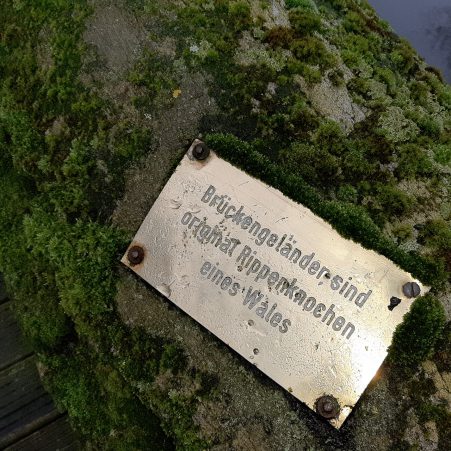 Brückengeländer sind
original Rippenknochen
eines Wales